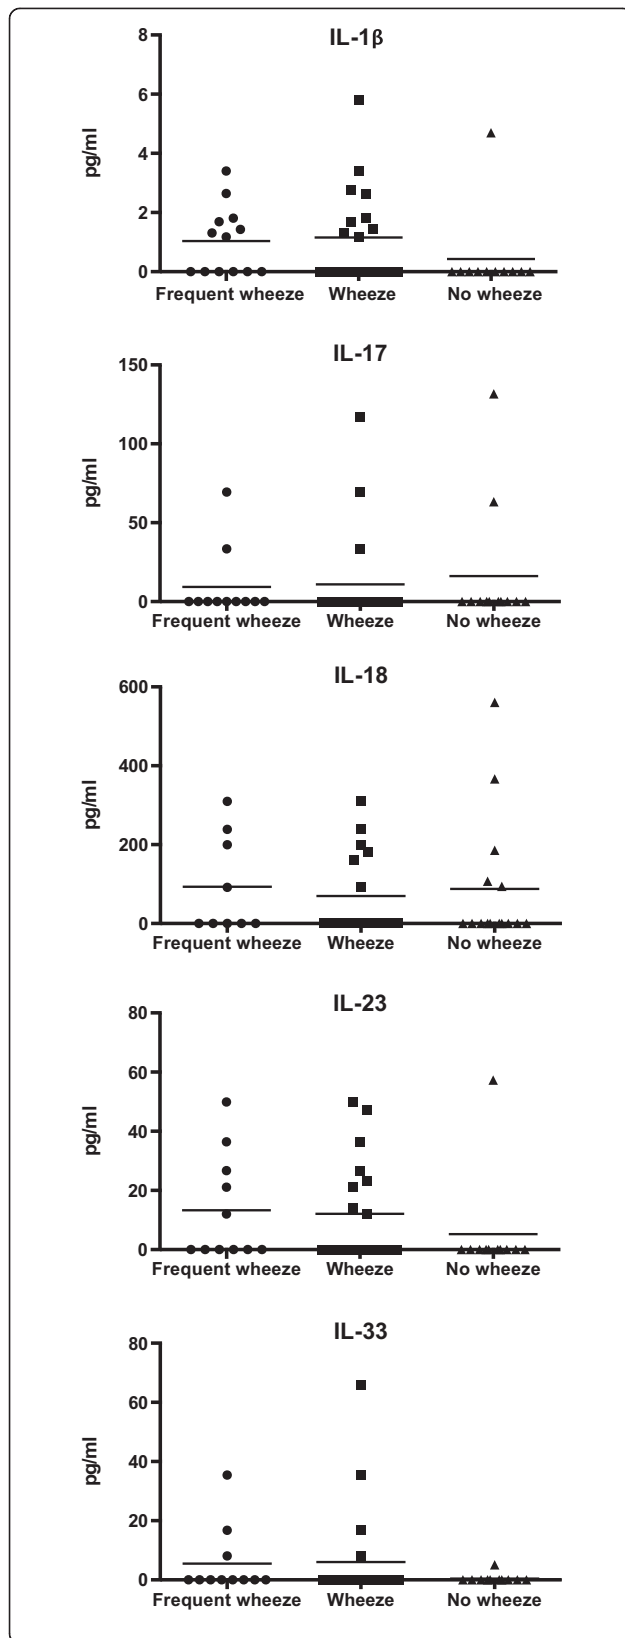 IL-1β
8
6
4
2
0
pg/ml
Frequent wheeze Wheeze No wheeze
IL-17
150
100
50
0
pg/ml
Frequent wheeze Wheeze No wheeze
IL-18
600
400
200
0
pg/ml
Frequent wheeze Wheeze No wheeze
IL-23
80
60
40
20
0
pg/ml
Frequent wheeze Wheeze No wheeze
IL-33
80
60
40
20
0
pg/ml
Frequent wheeze Wheeze No wheeze